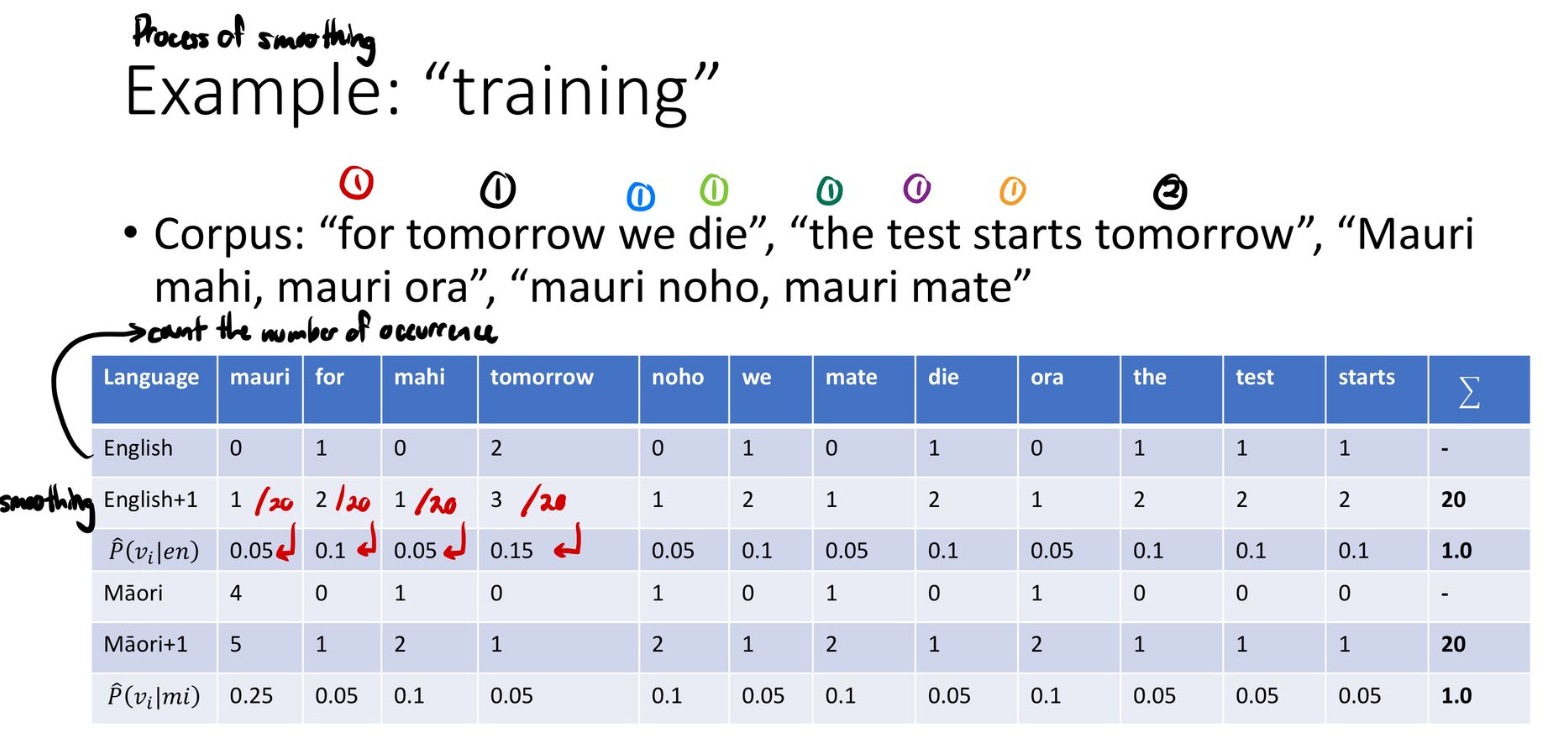 Process of smoothing
Example: “training”
① ① ① ① ① ① ① ②
• Corpus: “for tomorrow we die”, “the test starts tomorrow”, “Mauri
mahi, mauri ora”, “mauri noho, mauri mate”
count the number of occurrence
Language mauri for mahi tomorrow noho we mate die ora the test starts ∑
English 0 1 0 2 0 1 0 1 0 1 1 1 -
smoothing English+1 1 /20 2 /20 1 /20 3 /20 1 2 1 2 1 2 2 2 20
P̂(vᵢ|en) 0.05 0.1 0.05 0.15 0.05 0.1 0.05 0.1 0.05 0.1 0.1 0.1 1.0
Māori 4 0 1 0 1 0 1 0 1 0 0 0 -
Māori+1 5 1 2 1 2 1 2 1 2 1 1 1 20
P̂(vᵢ|mi) 0.25 0.05 0.1 0.05 0.1 0.05 0.1 0.05 0.1 0.05 0.05 0.05 1.0